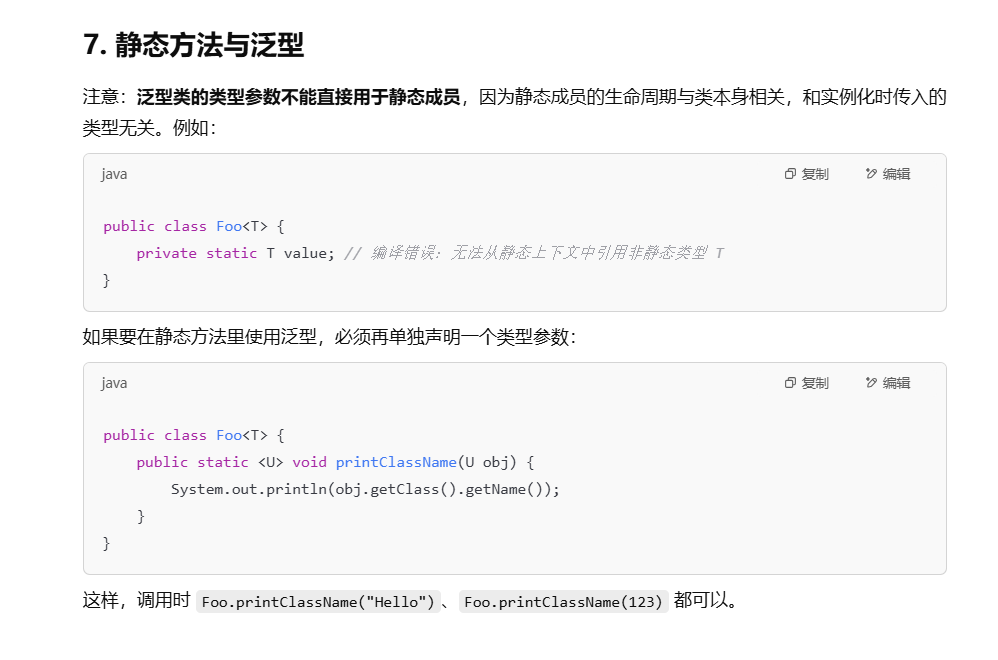 7. 静态方法与泛型
注意：泛型类的类型参数不能直接用于静态成员，因为静态成员的生命周期与类本身相关，和实例化时传入的
类型无关。例如：
java 复制 编辑
public class Foo<T> {
    private static T value; // 编译错误：无法从静态上下文中引用非静态类型 T
}
如果要在静态方法里使用泛型，必须再单独声明一个类型参数：
java 复制 编辑
public class Foo<T> {
    public static <U> void printClassName(U obj) {
        System.out.println(obj.getClass().getName());
    }
}
这样，调用时 Foo.printClassName("Hello")、Foo.printClassName(123) 都可以。